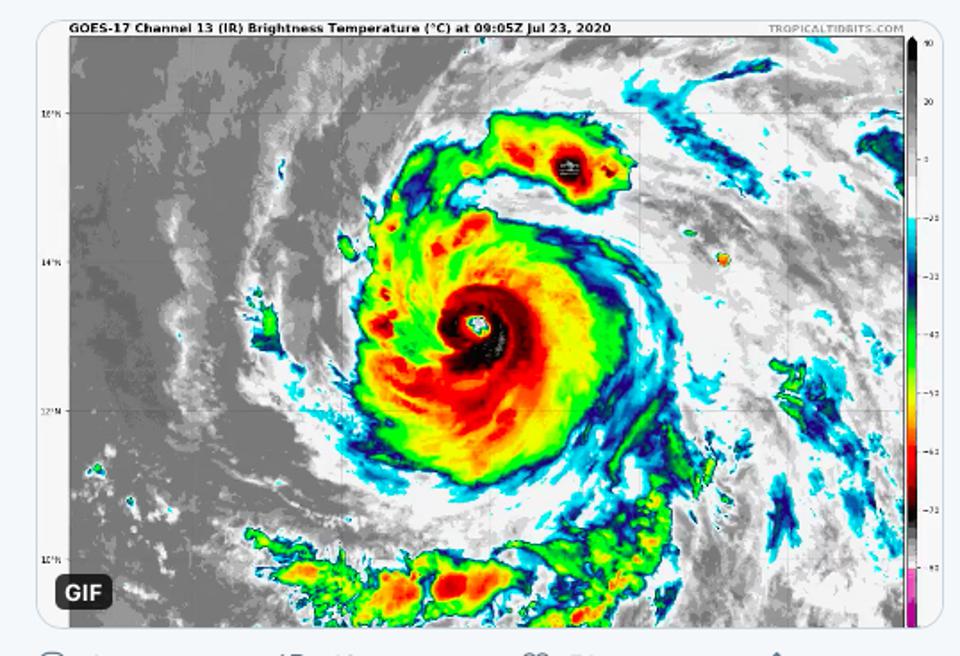 GOES-17 Channel 13 (IR) Brightness Temperature (°C) at 09:05Z Jul 23, 2020
TROPICALTIDBITS.COM
40
20
16°N
0
-20
14°N
-30
-40
-50
12°N
-60
-70
10°N
-80
GIF